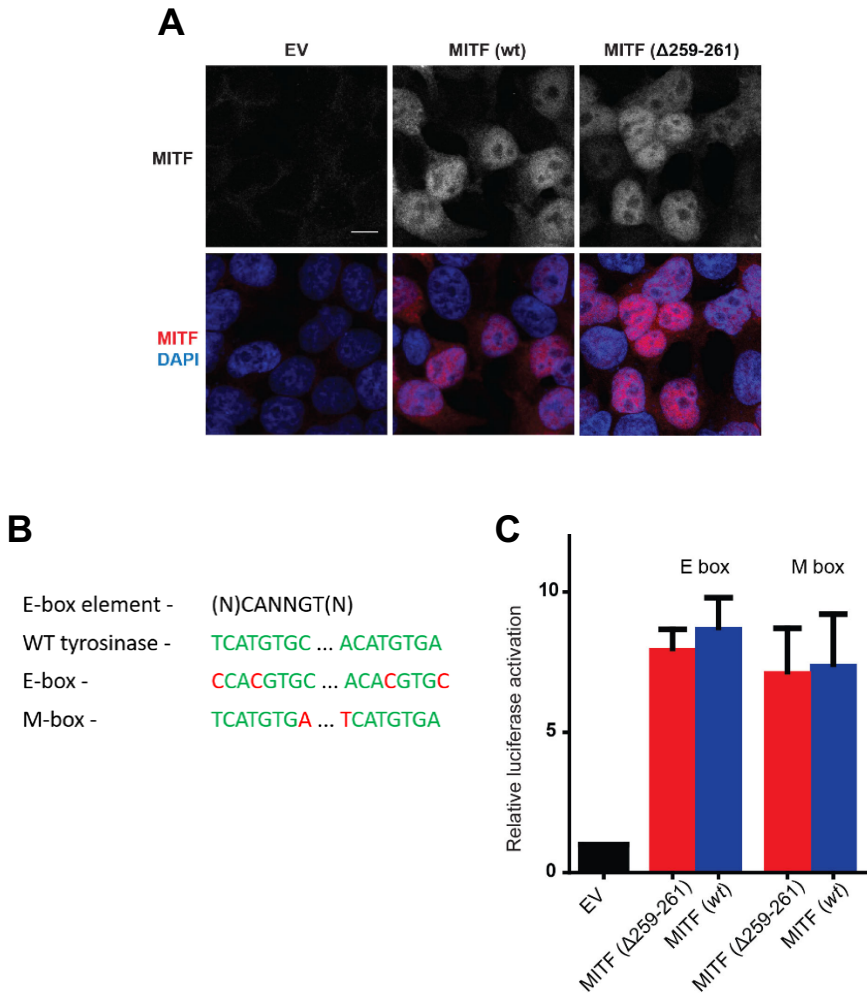 A
EV MITF (wt) MITF (Δ259-261)
MITF
MITF
DAPI
B
E-box element - (N)CANNGT(N)
WT tyrosinase - TCATGTGC ... ACATGTGA
E-box - CCACGTGC ... ACACGTGC
M-box - TCATGTGA ... TCATGTGA
C
Relative luciferase activation
10
5
0
E box M box
EV
MITF (Δ259-261)
MITF (wt)
MITF (Δ259-261)
MITF (wt)